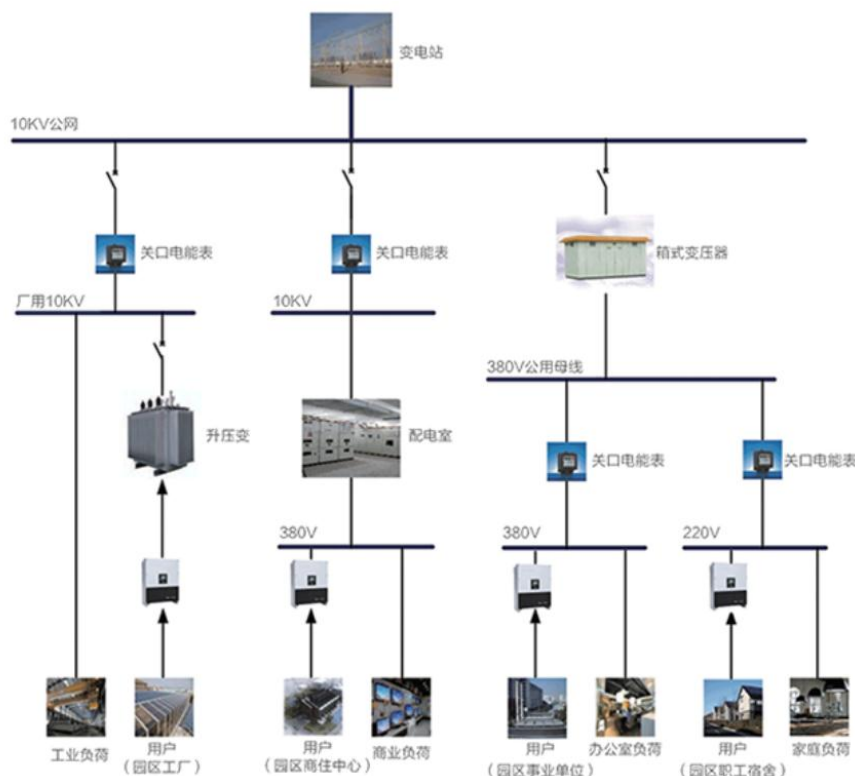 变电站
10KV公网
关口电能表
关口电能表
箱式变压器
厂用10KV
10KV
380V公用母线
升压变
配电室
关口电能表
关口电能表
380V
380V
220V
工业负荷
用户
（园区工厂）
用户
（园区商住中心）
商业负荷
用户
（园区事业单位）
办公室负荷
用户
（园区职工宿舍）
家庭负荷